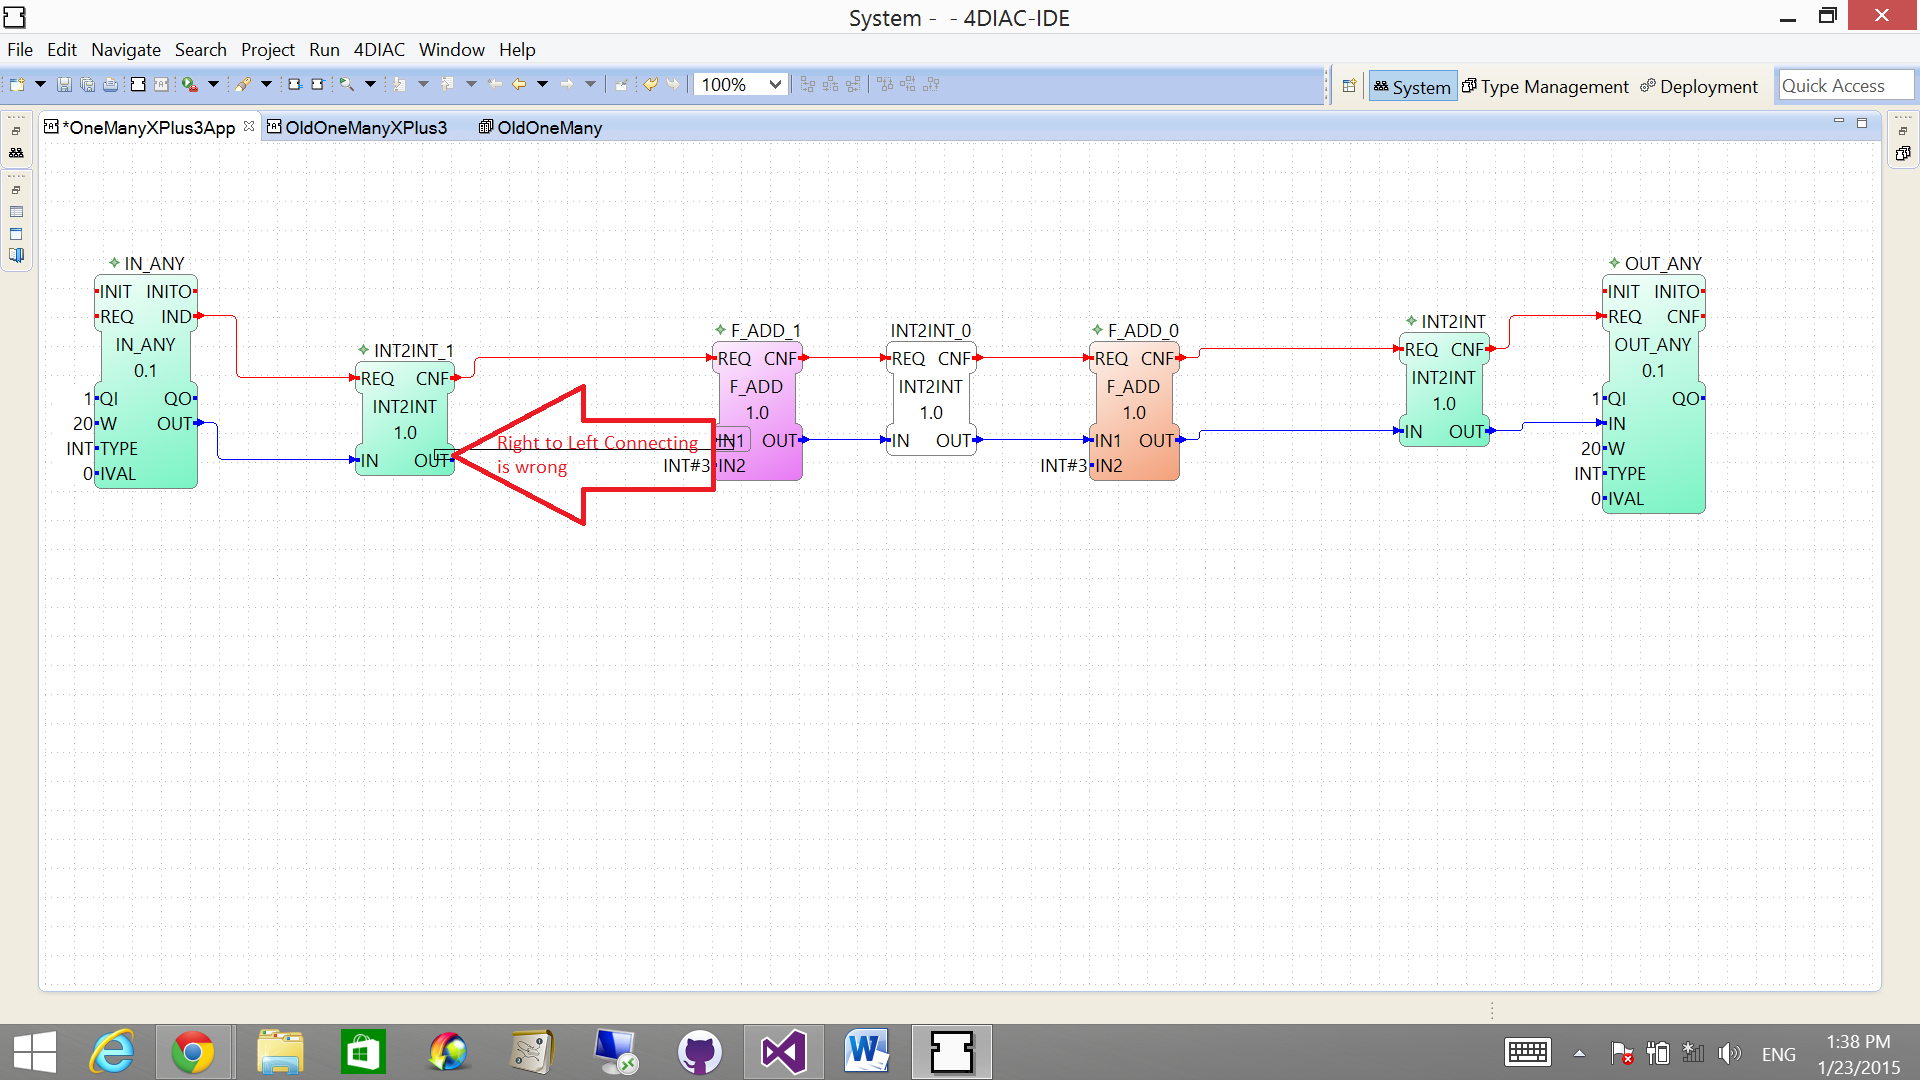 System - - 4DIAC-IDE
File Edit Navigate Search Project Run 4DIAC Window Help
100%
System Type Management Deployment Quick Access
*OneManyXPlus3App OldOneManyXPlus3 OldOneMany
IN_ANY
INIT INITO
REQ IND
IN_ANY
0.1
1 QI QO
20 W OUT
INT TYPE
0 IVAL
INT2INT_1
REQ CNF
INT2INT
1.0
IN OUT
Right to Left Connecting
is wrong
F_ADD_1
REQ CNF
F_ADD
1.0
IN1 OUT
INT#3 IN2
INT2INT_0
REQ CNF
INT2INT
1.0
IN OUT
F_ADD_0
REQ CNF
F_ADD
1.0
IN1 OUT
INT#3 IN2
INT2INT
REQ CNF
INT2INT
1.0
IN OUT
OUT_ANY
INIT INITO
REQ CNF
OUT_ANY
0.1
1 QI QO
IN
20 W
INT TYPE
0 IVAL
ENG
1:38 PM
1/23/2015